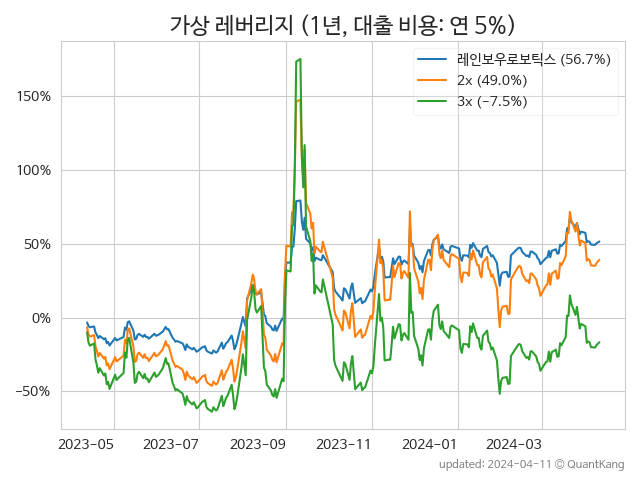 가상 레버리지 (1년, 대출 비용: 연 5%)
레인보우로보틱스 (56.7%)
2x (49.0%)
3x (−7.5%)
150%
100%
50%
0%
−50%
2023-05 2023-07 2023-09 2023-11 2024-01 2024-03
updated: 2024-04-11 © QuantKang